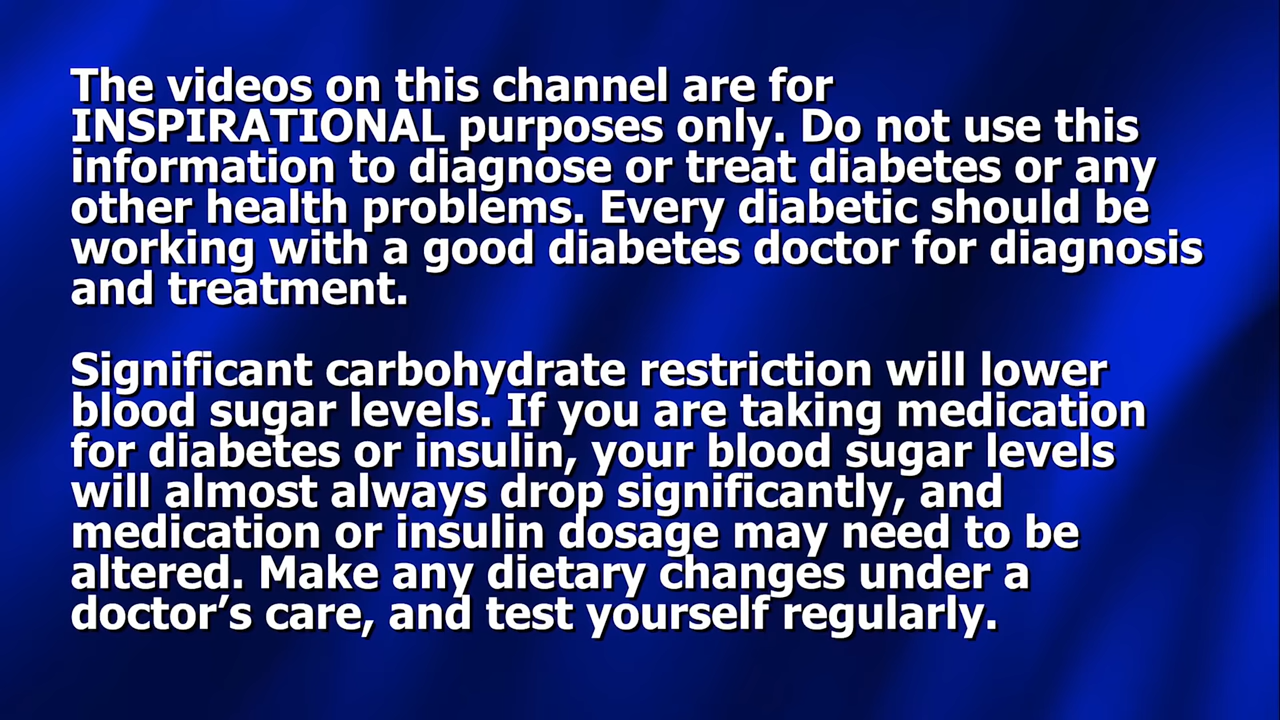 The videos on this channel are for
INSPIRATIONAL purposes only. Do not use this
information to diagnose or treat diabetes or any
other health problems. Every diabetic should be
working with a good diabetes doctor for diagnosis
and treatment.
Significant carbohydrate restriction will lower
blood sugar levels. If you are taking medication
for diabetes or insulin, your blood sugar levels
will almost always drop significantly, and
medication or insulin dosage may need to be
altered. Make any dietary changes under a
doctor’s care, and test yourself regularly.